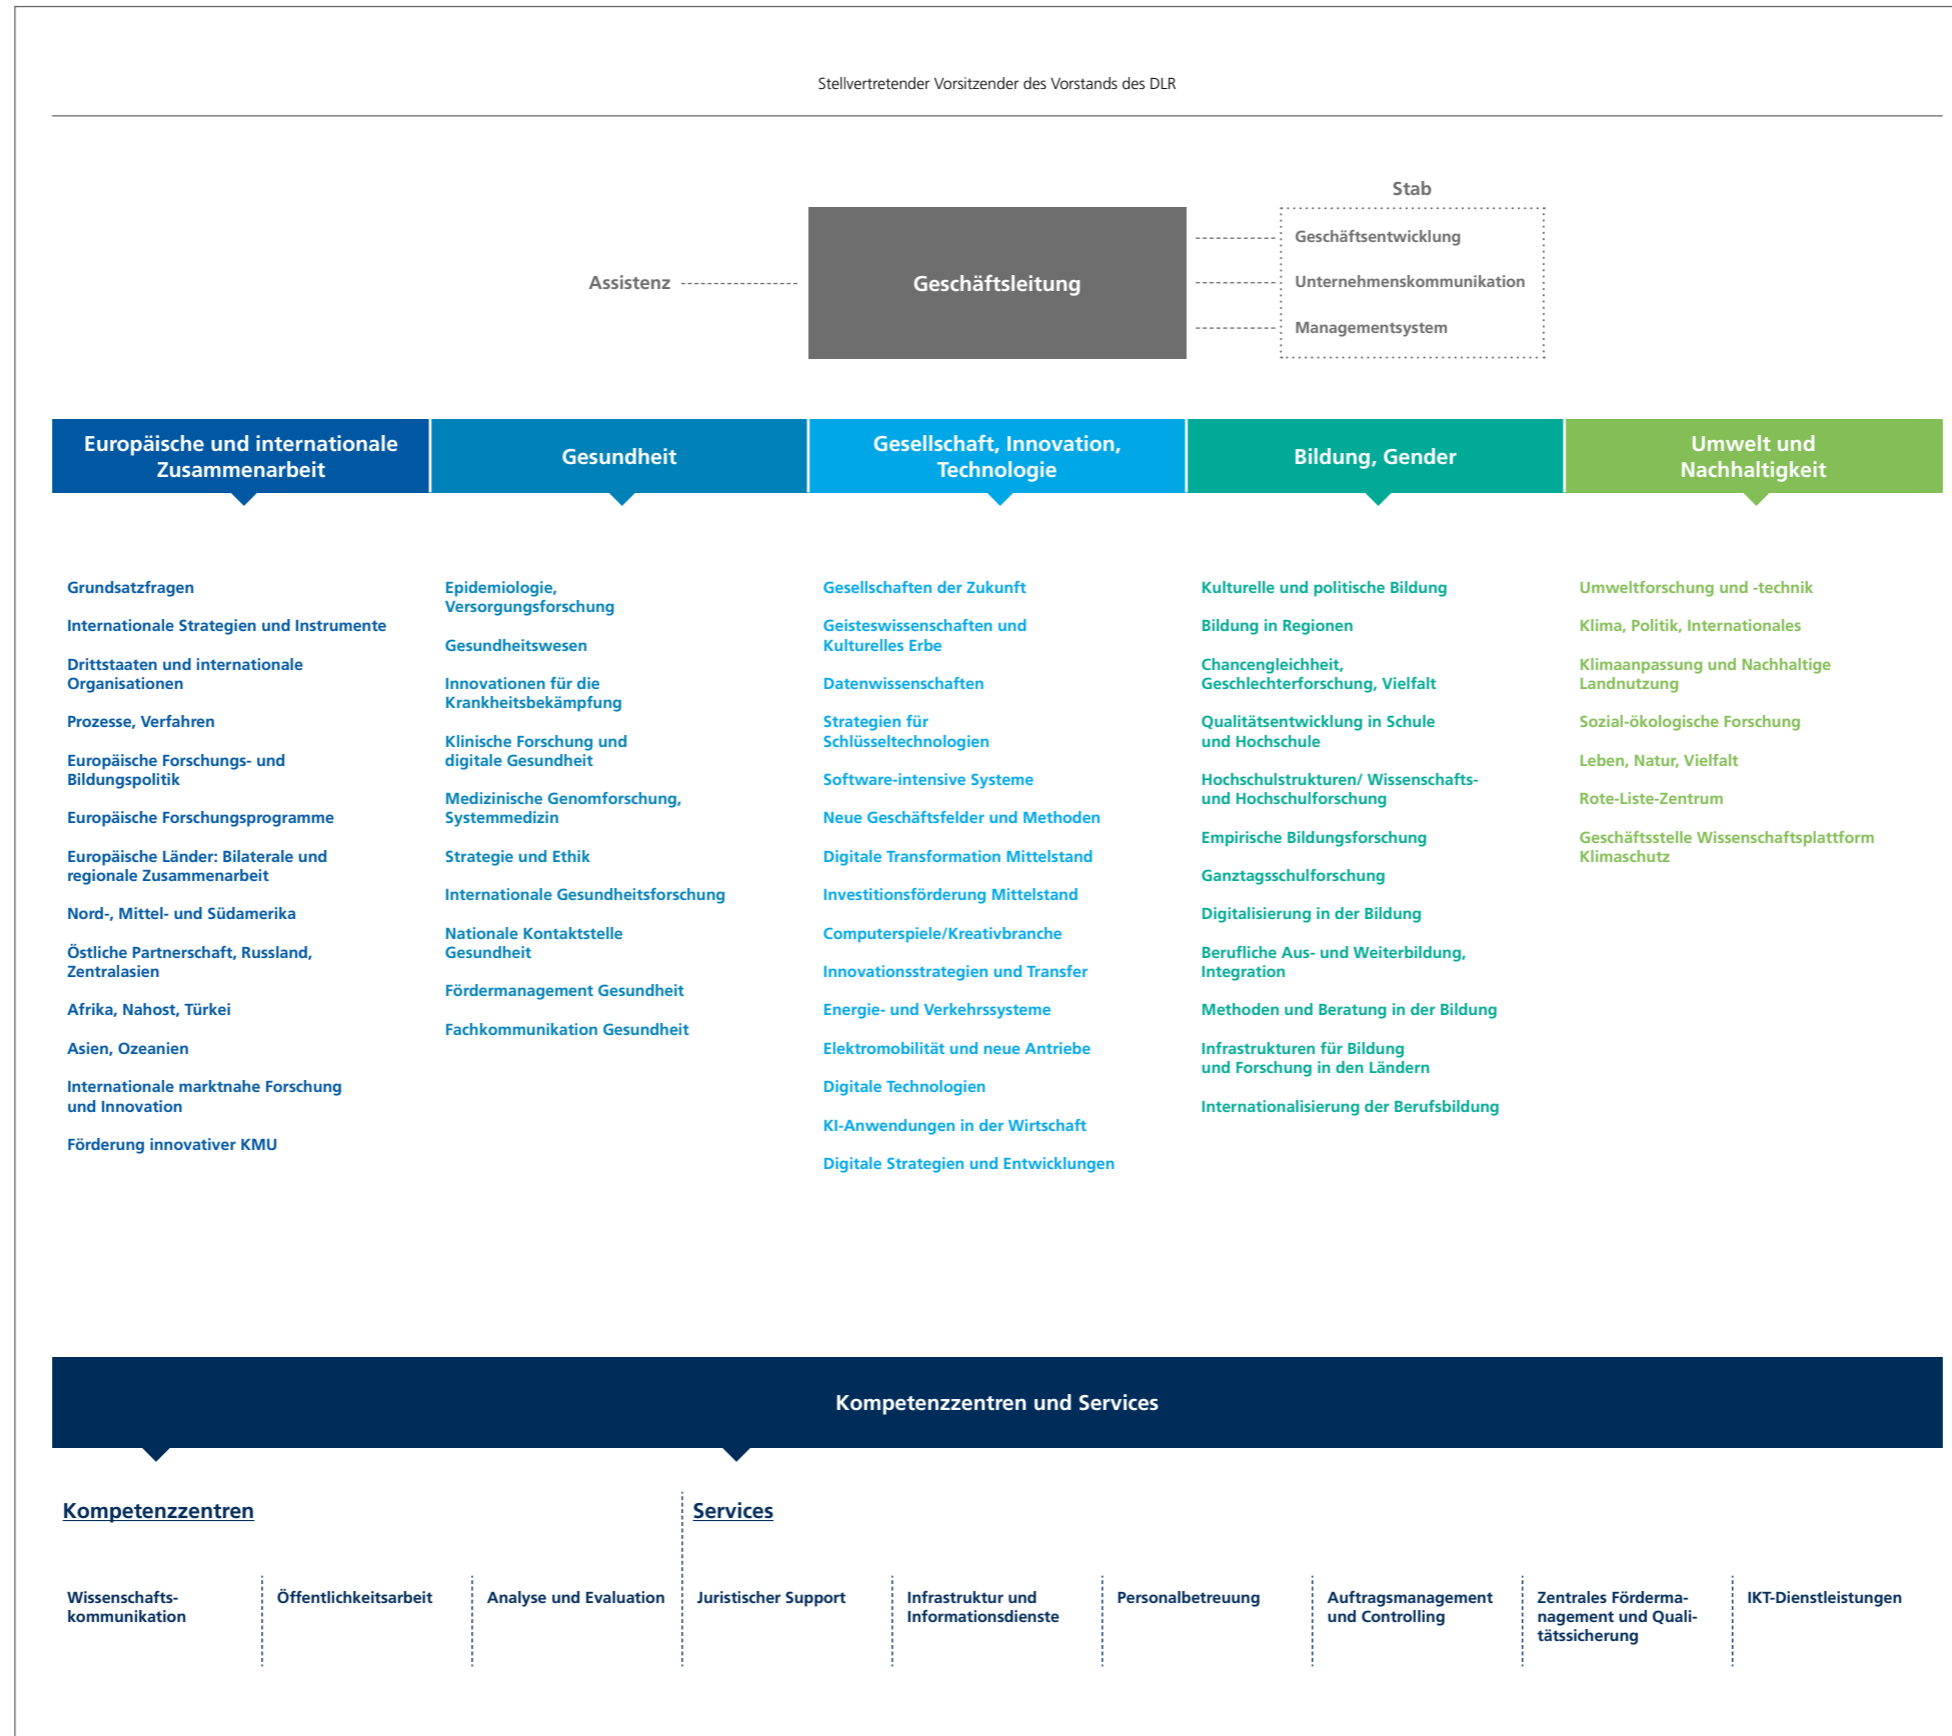 Stellvertretender Vorsitzender des Vorstands des DLR
Stab
Assistenz
Geschäftsleitung
Geschäftsentwicklung
Unternehmenskommunikation
Managementsystem
Europäische und internationale
Zusammenarbeit
Gesundheit
Gesellschaft, Innovation,
Technologie
Bildung, Gender
Umwelt und
Nachhaltigkeit
Grundsatzfragen
Internationale Strategien und Instrumente
Drittstaaten und internationale
Organisationen
Prozesse, Verfahren
Europäische Forschungs- und
Bildungspolitik
Europäische Forschungsprogramme
Europäische Länder: Bilaterale und
regionale Zusammenarbeit
Nord-, Mittel- und Südamerika
Östliche Partnerschaft, Russland,
Zentralasien
Afrika, Nahost, Türkei
Asien, Ozeanien
Internationale marktnahe Forschung
und Innovation
Förderung innovativer KMU
Epidemiologie,
Versorgungsforschung
Gesundheitswesen
Innovationen für die
Krankheitsbekämpfung
Klinische Forschung und
digitale Gesundheit
Medizinische Genomforschung,
Systemmedizin
Strategie und Ethik
Internationale Gesundheitsforschung
Nationale Kontaktstelle
Gesundheit
Fördermanagement Gesundheit
Fachkommunikation Gesundheit
Gesellschaften der Zukunft
Geisteswissenschaften und
Kulturelles Erbe
Datenwissenschaften
Strategien für
Schlüsseltechnologien
Software-intensive Systeme
Neue Geschäftsfelder und Methoden
Digitale Transformation Mittelstand
Investitionsförderung Mittelstand
Computerspiele/Kreativbranche
Innovationsstrategien und Transfer
Energie- und Verkehrssysteme
Elektromobilität und neue Antriebe
Digitale Technologien
KI-Anwendungen in der Wirtschaft
Digitale Strategien und Entwicklungen
Kulturelle und politische Bildung
Bildung in Regionen
Chancengleichheit,
Geschlechterforschung, Vielfalt
Qualitätsentwicklung in Schule
und Hochschule
Hochschulstrukturen/ Wissenschafts-
und Hochschulforschung
Empirische Bildungsforschung
Ganztagsschulforschung
Digitalisierung in der Bildung
Berufliche Aus- und Weiterbildung,
Integration
Methoden und Beratung in der Bildung
Infrastrukturen für Bildung
und Forschung in den Ländern
Internationalisierung der Berufsbildung
Umweltforschung und -technik
Klima, Politik, Internationales
Klimaanpassung und Nachhaltige
Landnutzung
Sozial-ökologische Forschung
Leben, Natur, Vielfalt
Rote-Liste-Zentrum
Geschäftsstelle Wissenschaftsplattform
Klimaschutz
Kompetenzzentren und Services
Kompetenzzentren
Services
Wissenschafts-
kommunikation
Öffentlichkeitsarbeit
Analyse und Evaluation
Juristischer Support
Infrastruktur und
Informationsdienste
Personalbetreuung
Auftragsmanagement
und Controlling
Zentrales Förderma-
nagement und Quali-
tätssicherung
IKT-Dienstleistungen